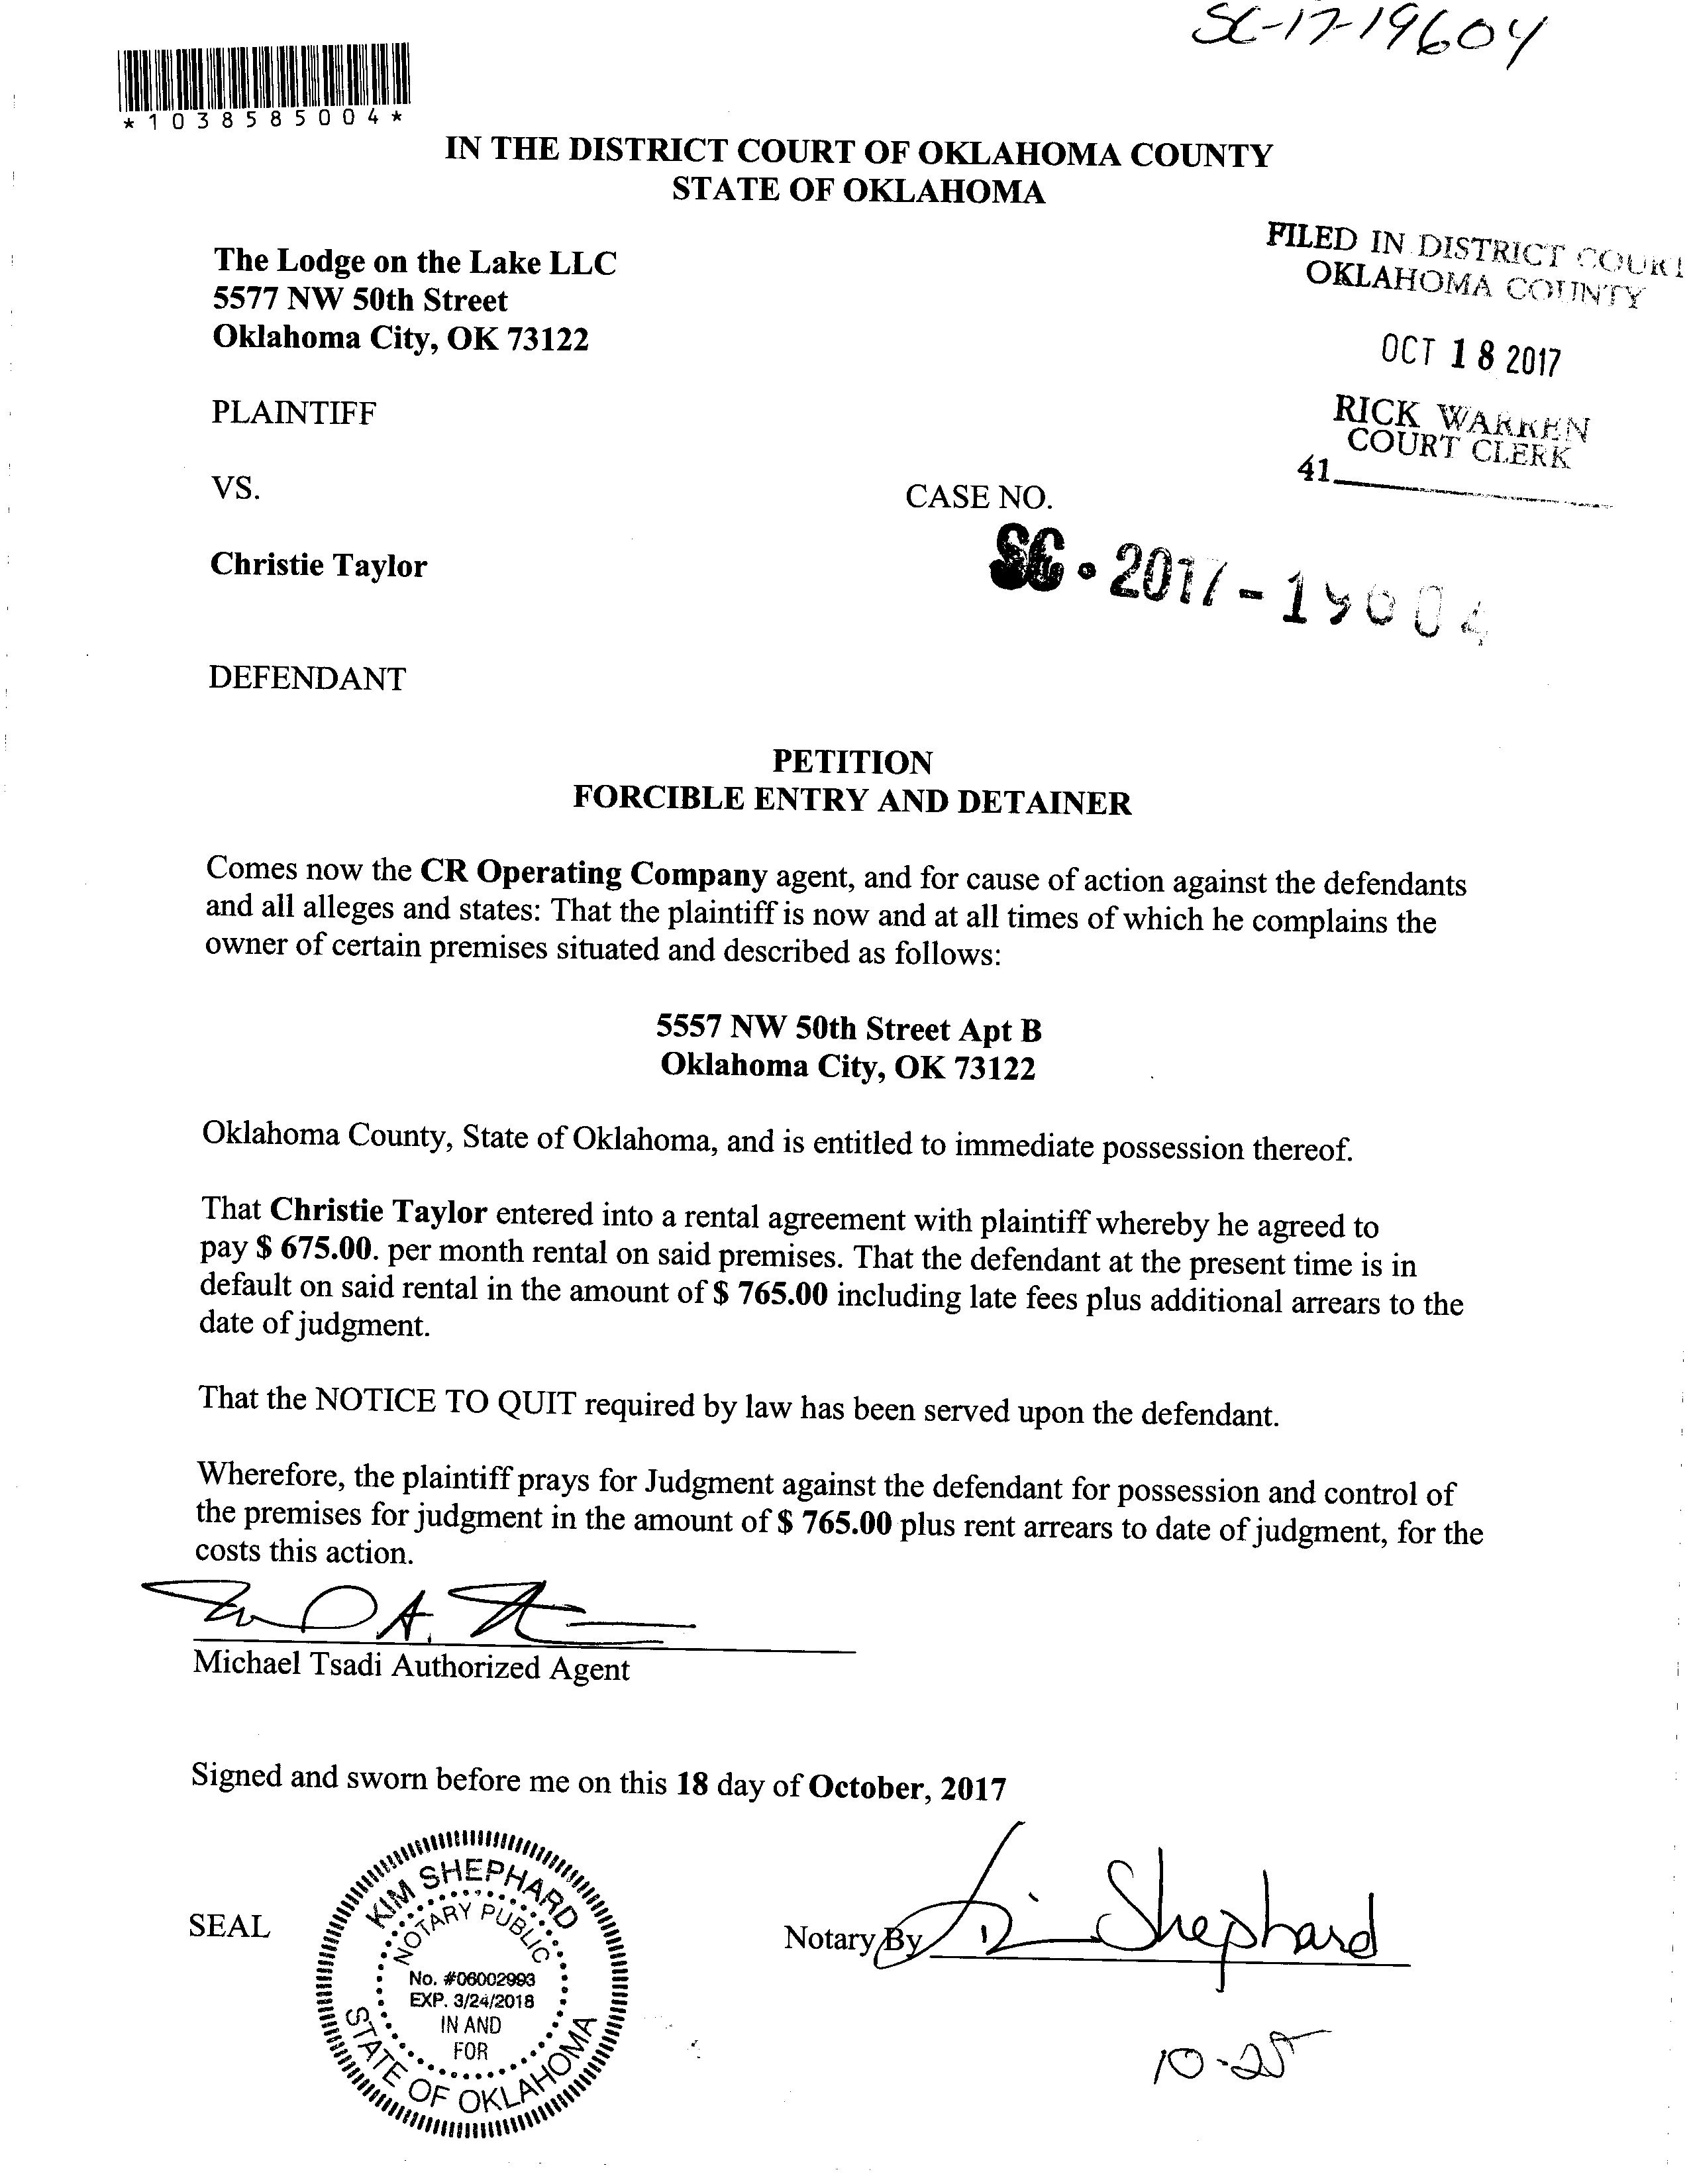 SC-17-19604
*1038585004*
IN THE DISTRICT COURT OF OKLAHOMA COUNTY
STATE OF OKLAHOMA
FILED IN DISTRICT COURT
OKLAHOMA COUNTY
OCT 18 2017
RICK WARREN
COURT CLERK
41
The Lodge on the Lake LLC
5577 NW 50th Street
Oklahoma City, OK 73122
PLAINTIFF
VS.
CASE NO.
SC-2017-19604
Christie Taylor
DEFENDANT
PETITION
FORCIBLE ENTRY AND DETAINER
Comes now the CR Operating Company agent, and for cause of action against the defendants
and all alleges and states: That the plaintiff is now and at all times of which he complains the
owner of certain premises situated and described as follows:
5557 NW 50th Street Apt B
Oklahoma City, OK 73122
Oklahoma County, State of Oklahoma, and is entitled to immediate possession thereof.
That Christie Taylor entered into a rental agreement with plaintiff whereby he agreed to
pay $ 675.00. per month rental on said premises. That the defendant at the present time is in
default on said rental in the amount of $ 765.00 including late fees plus additional arrears to the
date of judgment.
That the NOTICE TO QUIT required by law has been served upon the defendant.
Wherefore, the plaintiff prays for Judgment against the defendant for possession and control of
the premises for judgment in the amount of $ 765.00 plus rent arrears to date of judgment, for the
costs this action.
Michael Tsadi Authorized Agent
Signed and sworn before me on this 18 day of October, 2017
SEAL
KIM SHEPHARD
NOTARY PUBLIC
No. #06002993
EXP. 3/24/2018
IN AND
FOR
STATE OF OKLAHOMA
Notary By Kim Shephard
10-25